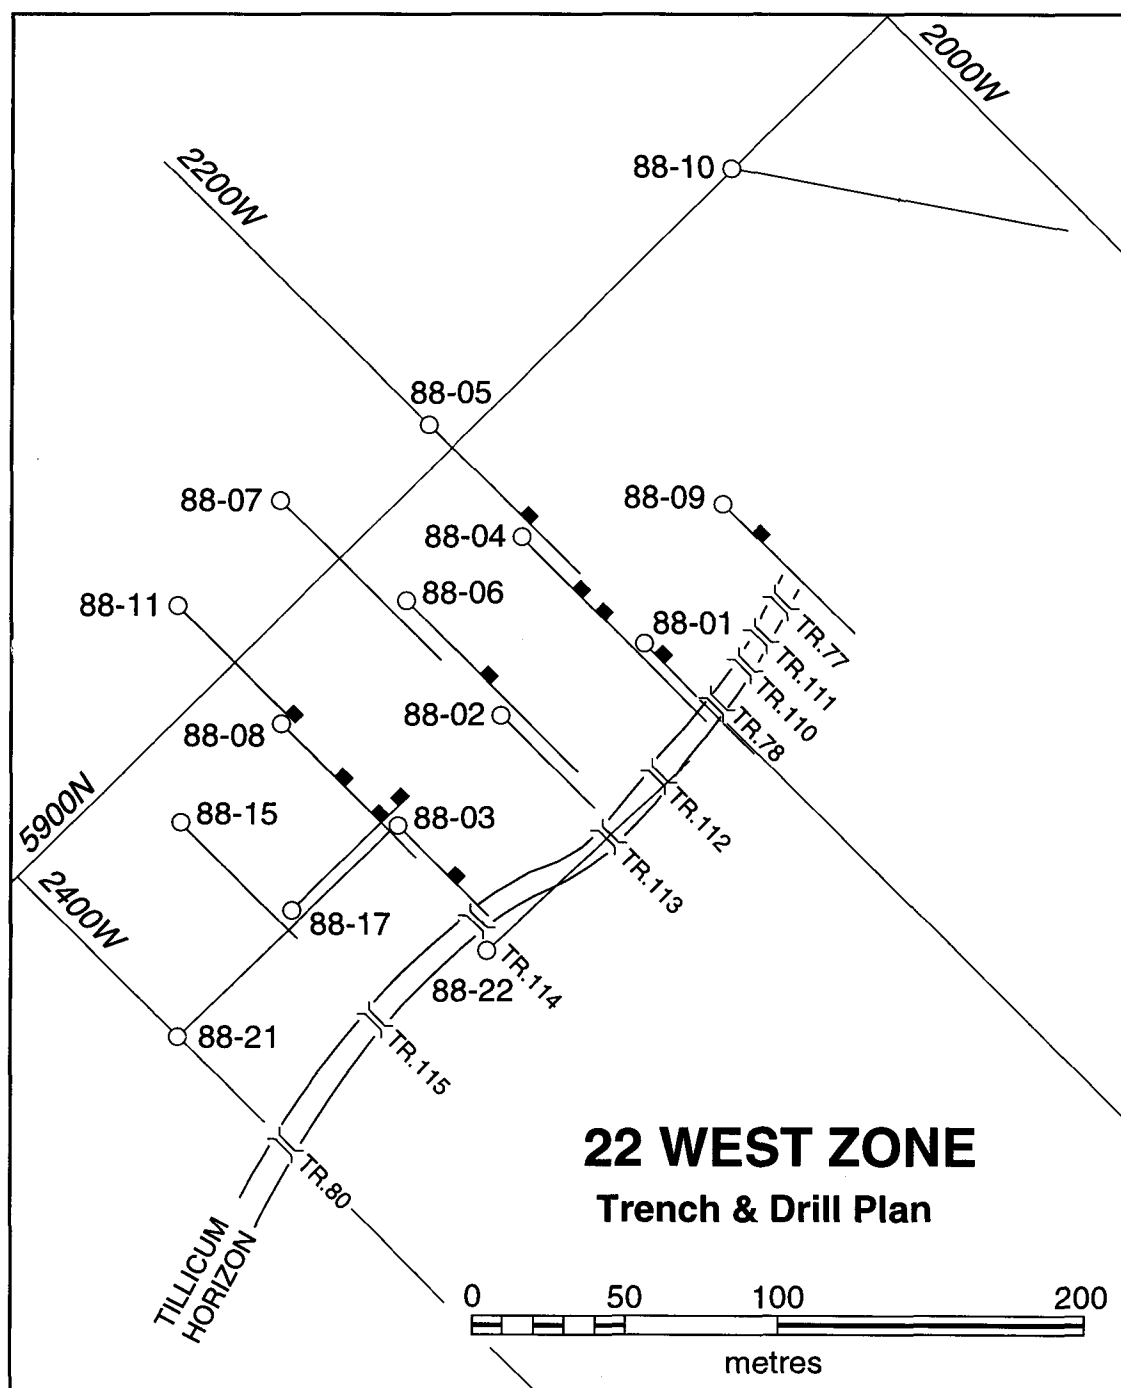 2000W
88-10
2200W
88-05
88-07
88-09
88-04
88-06
88-11
88-01
TR.77
TR.111
TR.110
88-02
88-08
TR.78
5900N
88-15
88-03
TR.112
2400W
TR.113
88-17
TR.114
88-22
88-21
TR.115
22 WEST ZONE
TR.80
Trench & Drill Plan
TILLICUM
HORIZON
0 50 100 200
metres